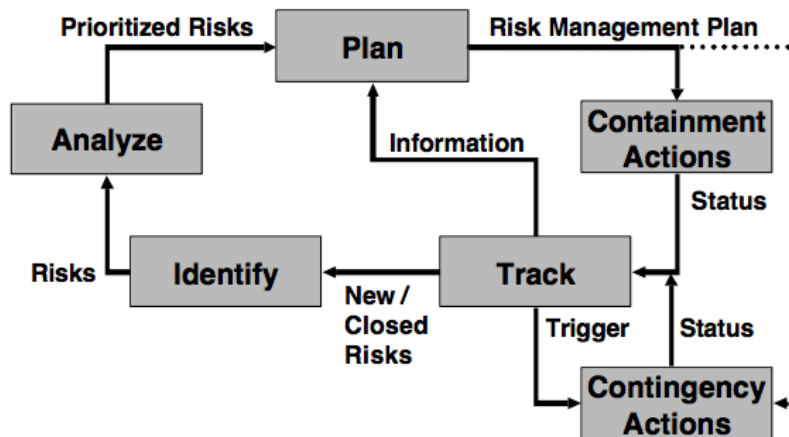 Prioritized Risks
Plan
Risk Management Plan
Analyze
Information
Containment
Actions
Status
Risks
Identify
New /
Closed
Risks
Track
Trigger
Status
Contingency
Actions